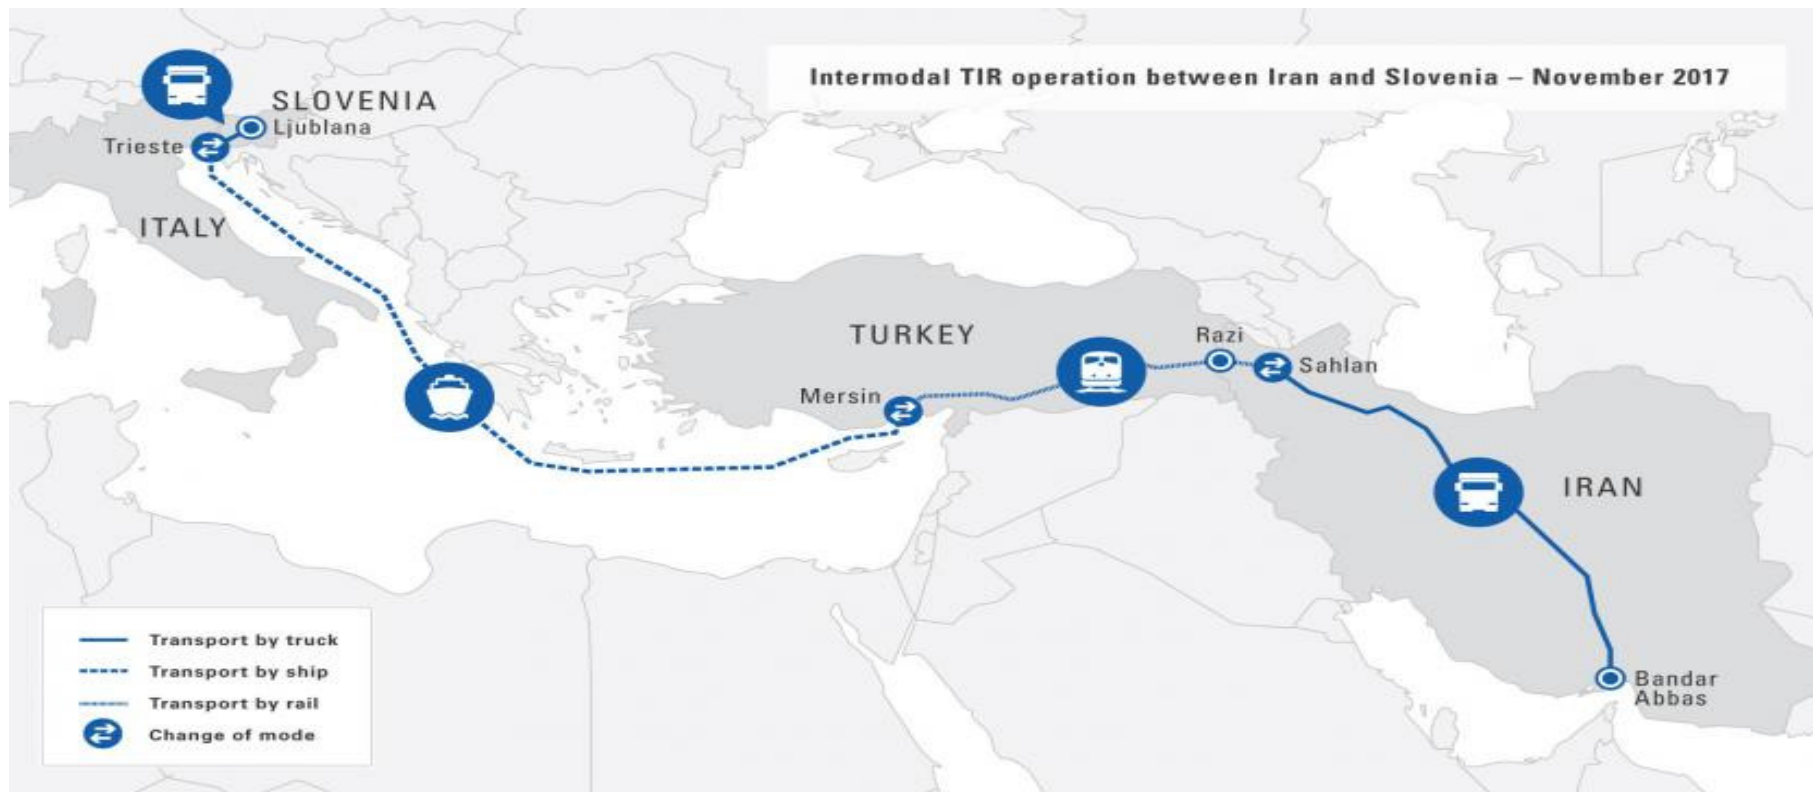 Intermodal TIR operation between Iran and Slovenia – November 2017
SLOVENIA
Ljublana
Trieste
ITALY
TURKEY
Razi
Sahlan
Mersin
IRAN
Bandar
Abbas
Transport by truck
Transport by ship
Transport by rail
Change of mode